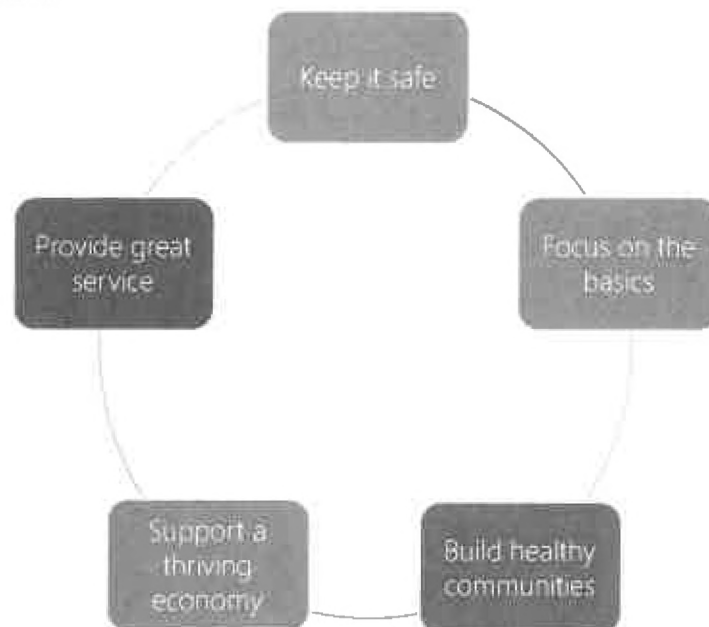 Keep it safe
Focus on the
basics
Build healthy
communities
Support a
thriving
economy
Provide great
service